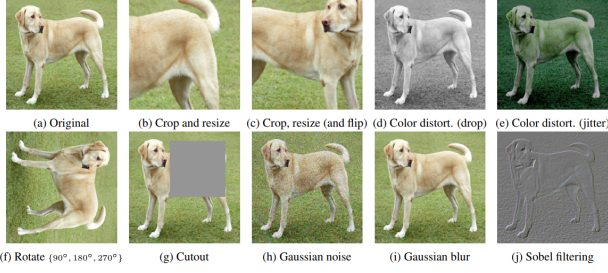 (a) Original
(b) Crop and resize
(c) Crop, resize (and flip)
(d) Color distort. (drop)
(e) Color distort. (jitter)
(f) Rotate {90°, 180°, 270°}
(g) Cutout
(h) Gaussian noise
(i) Gaussian blur
(j) Sobel filtering